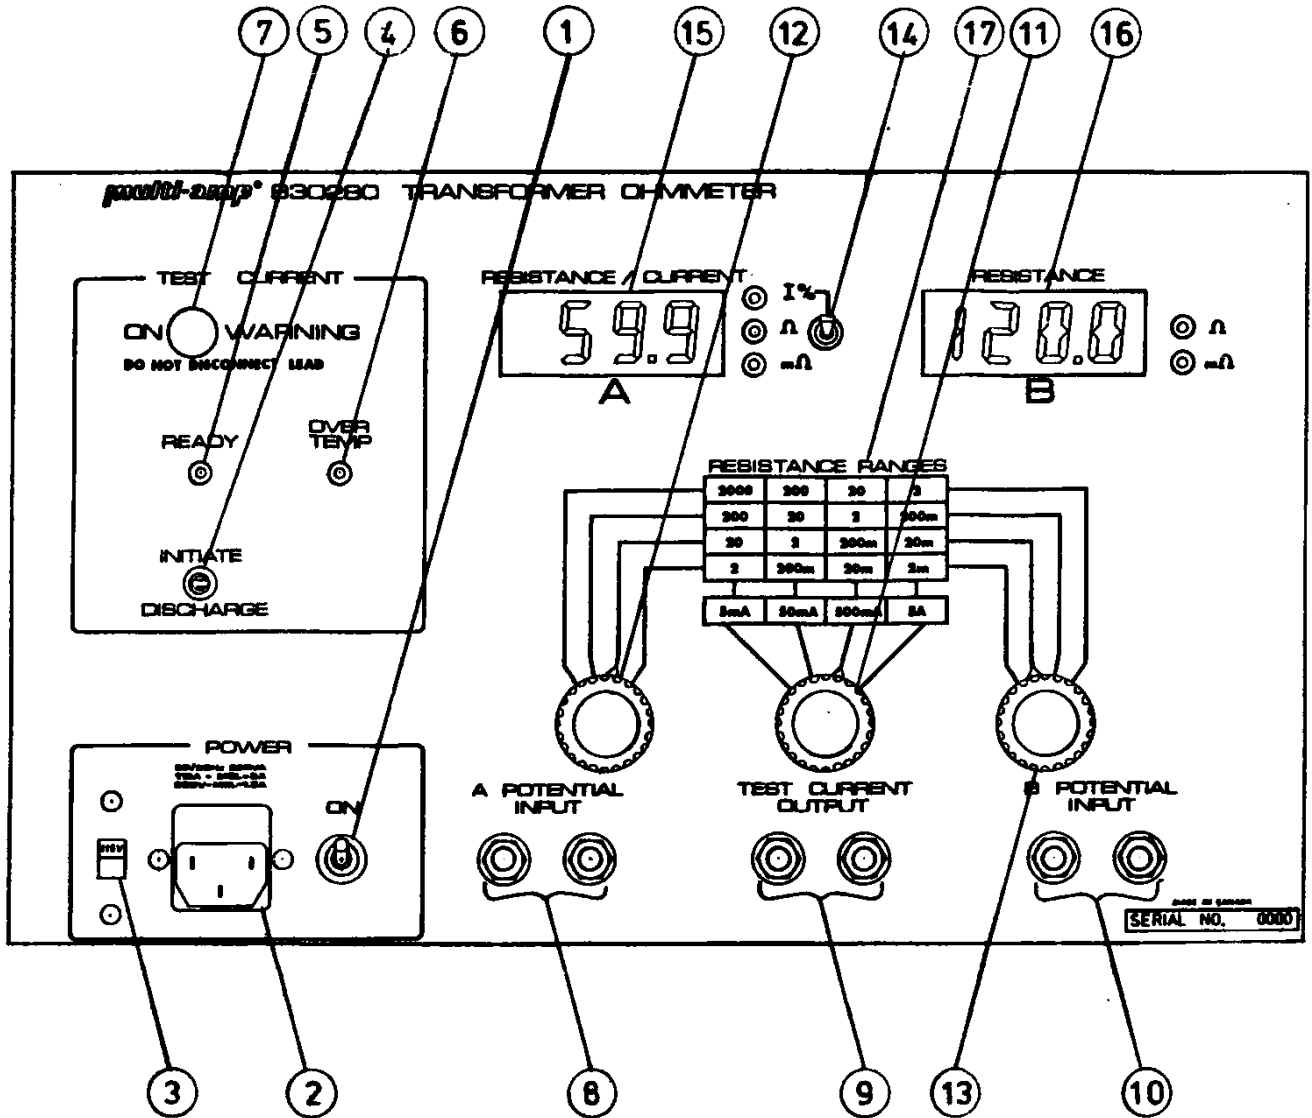 7 5 4 6 1 15 12 14 17 11 16
multi-amp® 830280 TRANSFORMER OHMMETER
TEST CURRENT
ON WARNING
DO NOT DISCONNECT LEAD
READY
OVER
TEMP
INITIATE
DISCHARGE
RESISTANCE / CURRENT
59.9
A
I%
Ω
mΩ
RESISTANCE
120.0
B
Ω
mΩ
RESISTANCE RANGES
2000 200 20 2
200 20 2 200m
20 2 200m 20m
2 200m 20m 2m
5mA 50mA 500mA 5A
POWER
ON
115V
A POTENTIAL
INPUT
TEST CURRENT
OUTPUT
B POTENTIAL
INPUT
MADE IN CANADA
SERIAL NO. 0000
3 2 8 9 13 10